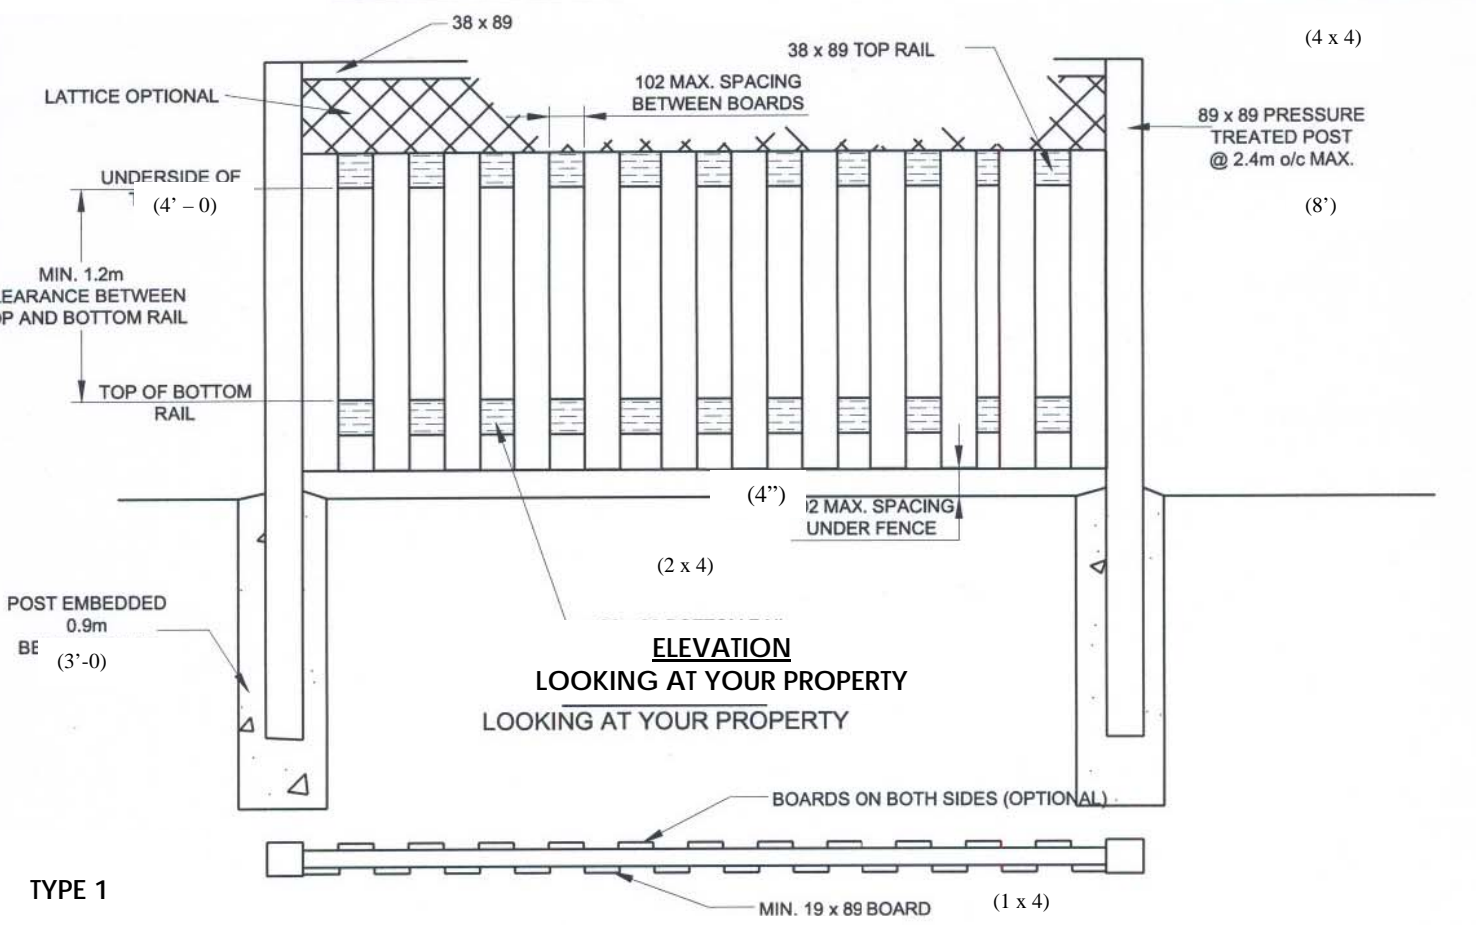 38 x 89
38 x 89 TOP RAIL
(4 x 4)
LATTICE OPTIONAL
102 MAX. SPACING
BETWEEN BOARDS
89 x 89 PRESSURE
TREATED POST
@ 2.4m o/c MAX.
(8')
UNDERSIDE OF
(4’ – 0)
MIN. 1.2m
EARANCE BETWEEN
P AND BOTTOM RAIL
TOP OF BOTTOM
RAIL
(4”)
02 MAX. SPACING
UNDER FENCE
(2 x 4)
POST EMBEDDED
0.9m
BE
(3’-0)
ELEVATION
LOOKING AT YOUR PROPERTY
LOOKING AT YOUR PROPERTY
BOARDS ON BOTH SIDES (OPTIONAL)
TYPE 1
MIN. 19 x 89 BOARD
(1 x 4)